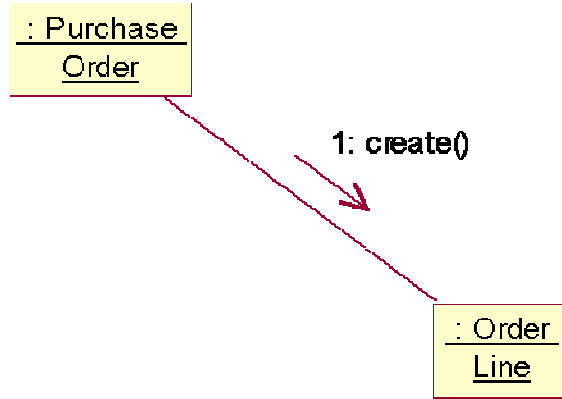 : Purchase
Order
1: create()
: Order
Line